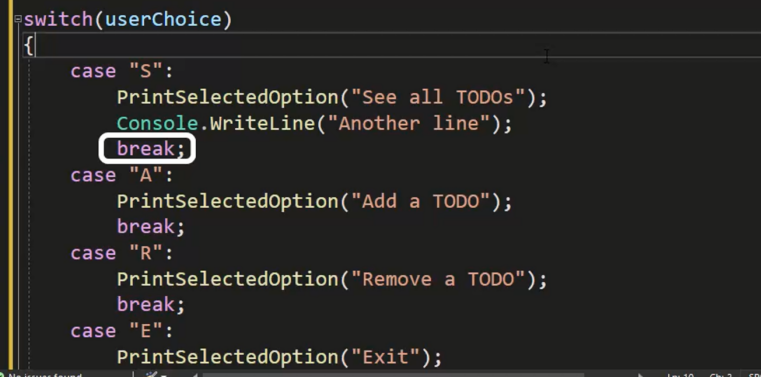 switch(userChoice)
{
case "S":
PrintSelectedOption("See all TODOs");
Console.WriteLine("Another line");
break;
case "A":
PrintSelectedOption("Add a TODO");
break;
case "R":
PrintSelectedOption("Remove a TODO");
break;
case "E":
PrintSelectedOption("Exit");